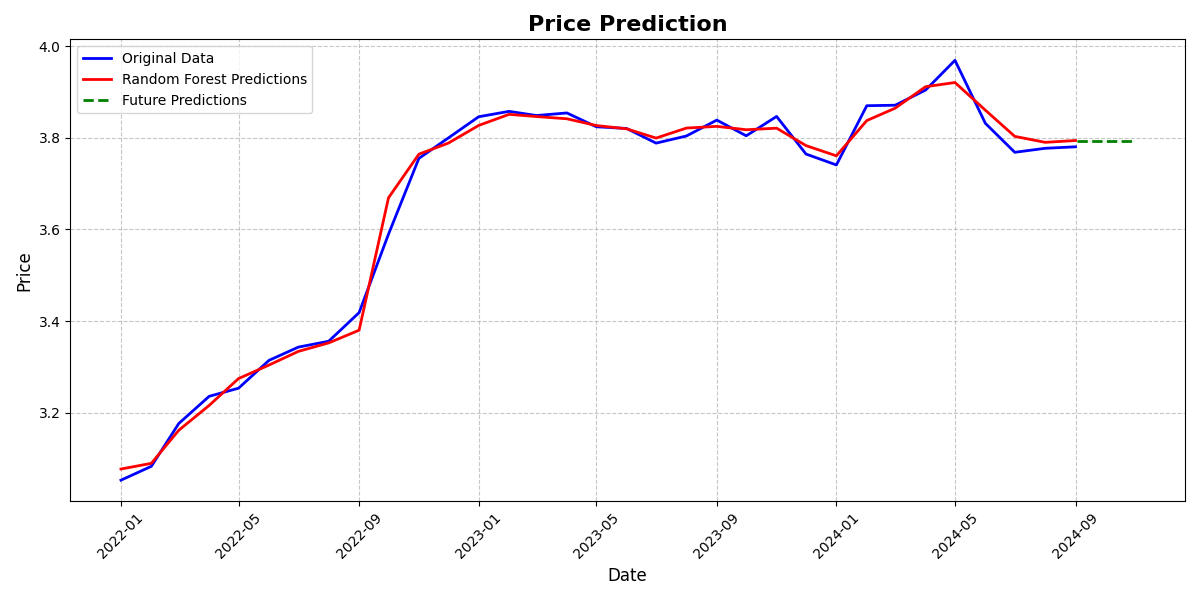 Price Prediction
Original Data
Random Forest Predictions
Future Predictions
Price
4.0
3.8
3.6
3.4
3.2
2022-01
2022-05
2022-09
2023-01
2023-05
2023-09
2024-01
2024-05
2024-09
Date